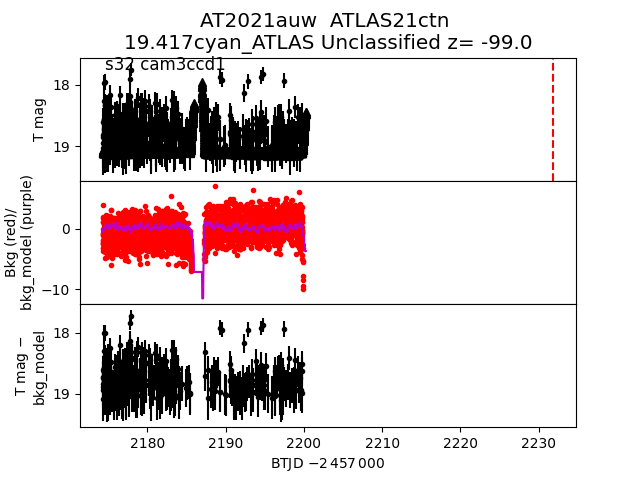 AT2021auw  ATLAS21ctn
19.417cyan_ATLAS Unclassified z= -99.0
s32 cam3ccd1
T mag
18
19
Bkg (red)/
bkg_model (purple)
0
−10
T mag −
bkg_model
18
19
2180 2190 2200 2210 2220 2230
BTJD −2 457 000